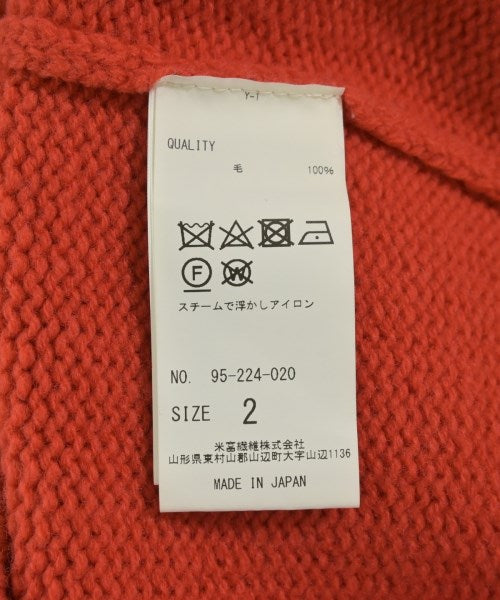 Y-1
QUALITY
毛 100%
F W
スチームで浮かしアイロン
NO. 95-224-020
SIZE 2
米富繊維株式会社
山形県東村山郡山辺町大字山辺1136
MADE IN JAPAN